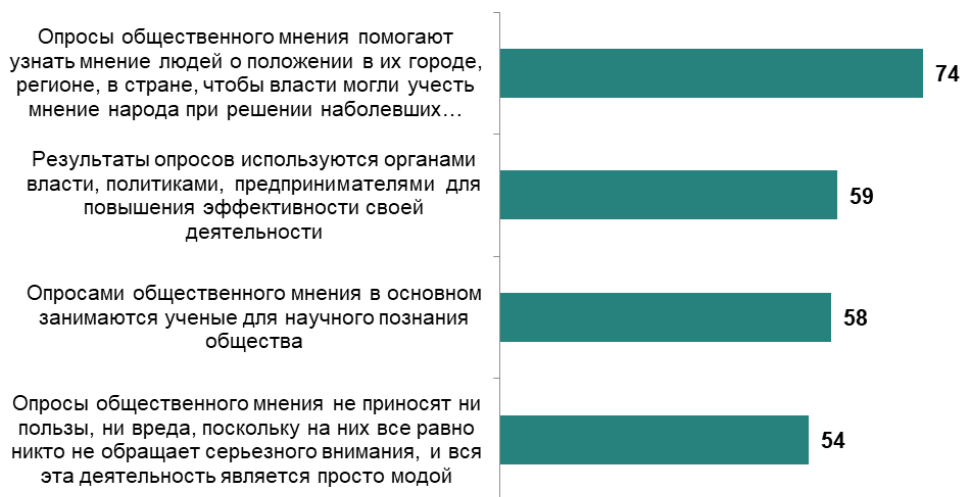 Опросы общественного мнения помогают
узнать мнение людей о положении в их городе,
регионе, в стране, чтобы власти могли учесть
мнение народа при решении наболевших…
74
Результаты опросов используются органами
власти, политиками, предпринимателями для
повышения эффективности своей
деятельности
59
Опросами общественного мнения в основном
занимаются ученые для научного познания
общества
58
Опросы общественного мнения не приносят ни
пользы, ни вреда, поскольку на них все равно
никто не обращает серьезного внимания, и вся
эта деятельность является просто модой
54